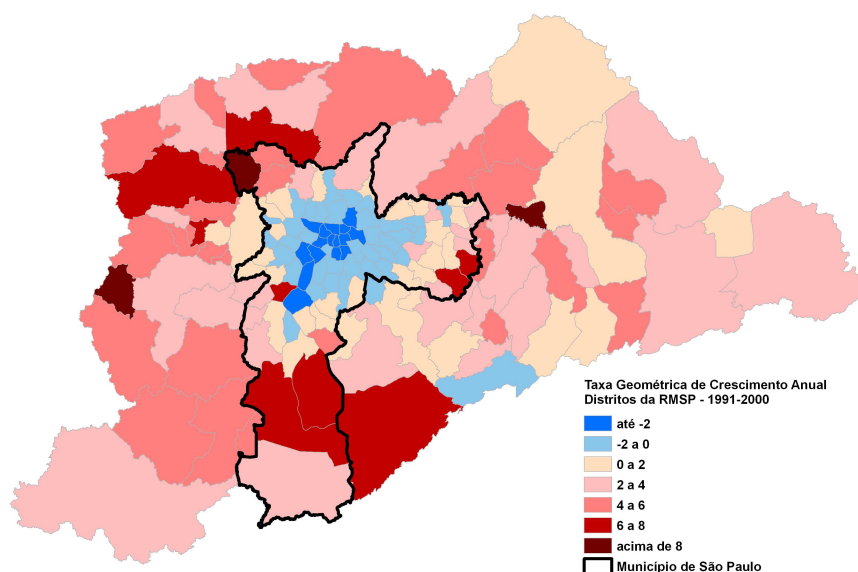 Taxa Geométrica de Crescimento Anual
Distritos da RMSP - 1991-2000
até -2
-2 a 0
0 a 2
2 a 4
4 a 6
6 a 8
acima de 8
Município de São Paulo